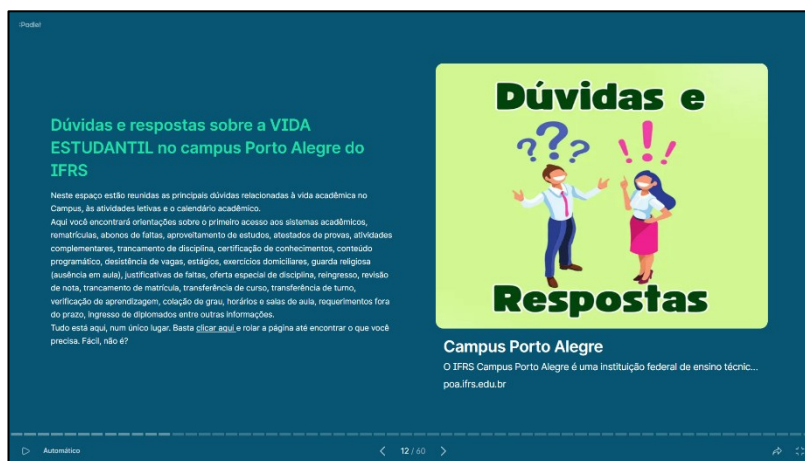 :Padlet
Dúvidas e respostas sobre a VIDA
ESTUDANTIL no campus Porto Alegre do
IFRS
Neste espaço estão reunidas as principais dúvidas relacionadas à vida acadêmica no
Campus, às atividades letivas e o calendário acadêmico.
Aqui você encontrará orientações sobre o primeiro acesso aos sistemas acadêmicos,
rematrículas, abonos de faltas, aproveitamento de estudos, atestados de provas, atividades
complementares, trancamento de disciplina, certificação de conhecimentos, conteúdo
programático, desistência de vagas, estágios, exercícios domiciliares, guarda religiosa
(ausência em aula), justificativas de faltas, oferta especial de disciplina, reingresso, revisão
de nota, trancamento de matrícula, transferência de curso, transferência de turno,
verificação de aprendizagem, colação de grau, horários e salas de aula, requerimentos fora
do prazo, ingresso de diplomados entre outras informações.
Tudo está aqui, num único lugar. Basta clicar aqui e rolar a página até encontrar o que você
precisa. Fácil, não é?
Dúvidas e
???
!!!
Respostas
Campus Porto Alegre
O IFRS Campus Porto Alegre é uma instituição federal de ensino técnic...
poa.ifrs.edu.br
Automático
12 / 60